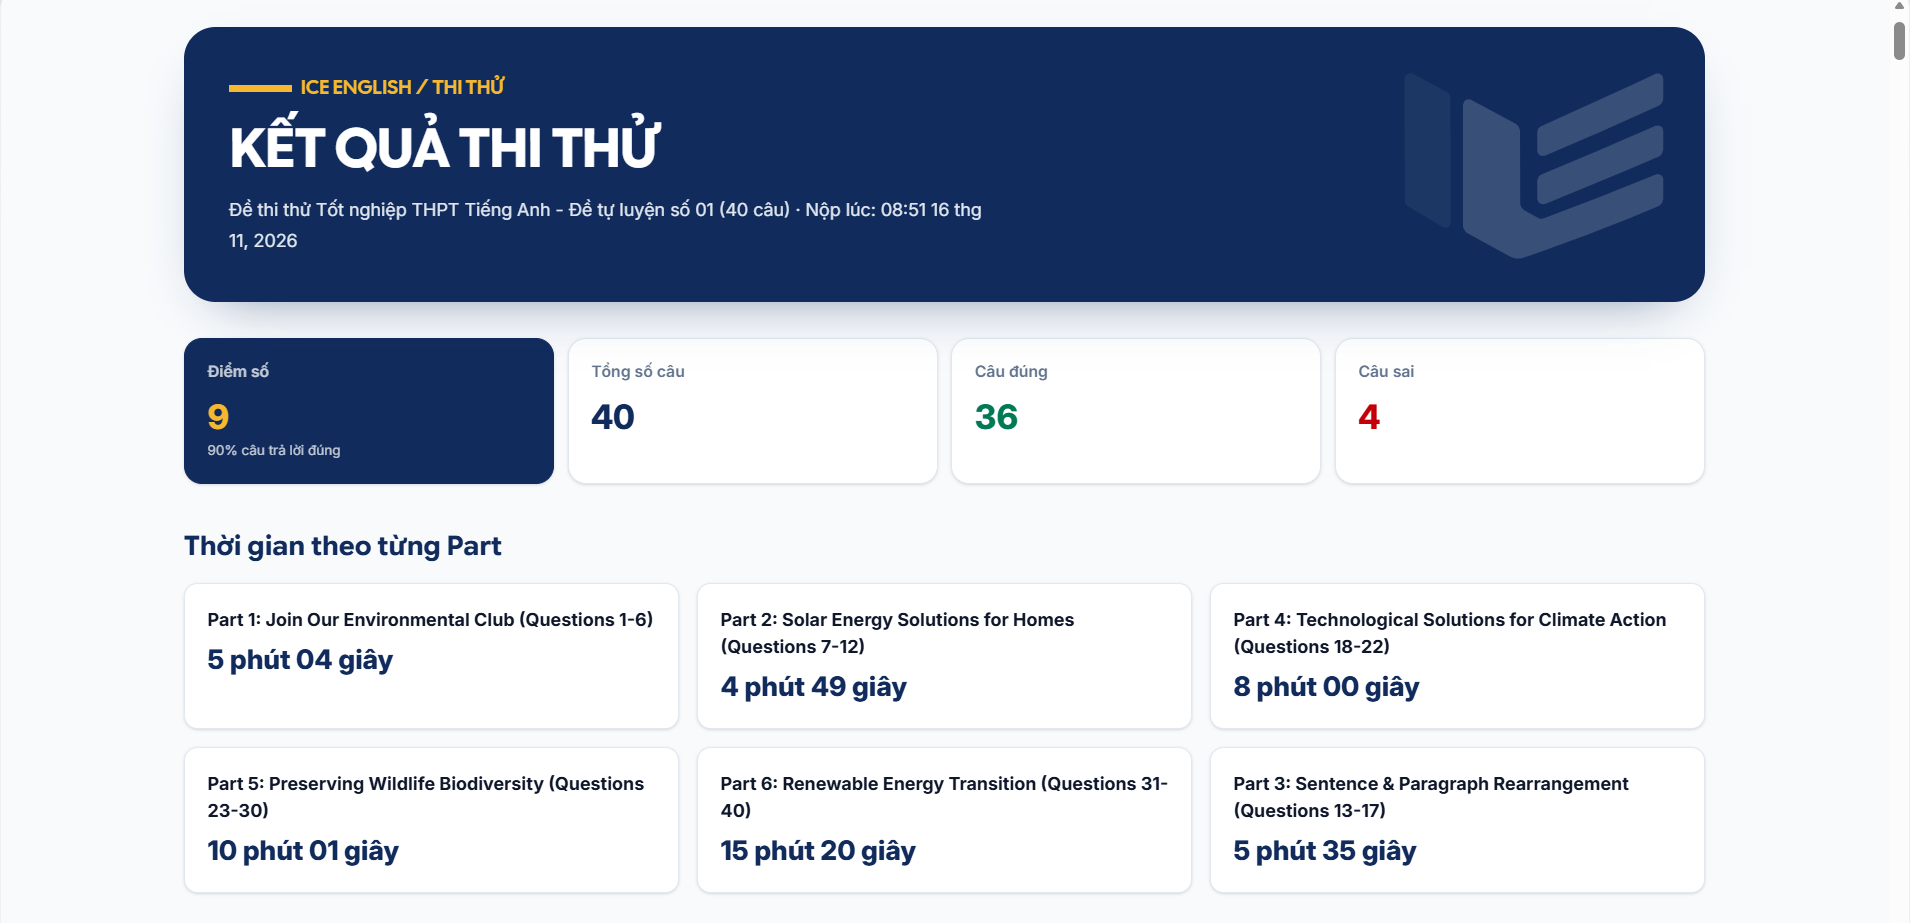 ICE ENGLISH / THI THỬ
KẾT QUẢ THI THỬ
Đề thi thử Tốt nghiệp THPT Tiếng Anh - Đề tự luyện số 01 (40 câu) · Nộp lúc: 08:51 16 thg
11, 2026
Điểm số
9
90% câu trả lời đúng
Tổng số câu
40
Câu đúng
36
Câu sai
4
Thời gian theo từng Part
Part 1: Join Our Environmental Club (Questions 1-6)
5 phút 04 giây
Part 2: Solar Energy Solutions for Homes
(Questions 7-12)
4 phút 49 giây
Part 4: Technological Solutions for Climate Action
(Questions 18-22)
8 phút 00 giây
Part 5: Preserving Wildlife Biodiversity (Questions
23-30)
10 phút 01 giây
Part 6: Renewable Energy Transition (Questions 31-
40)
15 phút 20 giây
Part 3: Sentence & Paragraph Rearrangement
(Questions 13-17)
5 phút 35 giây